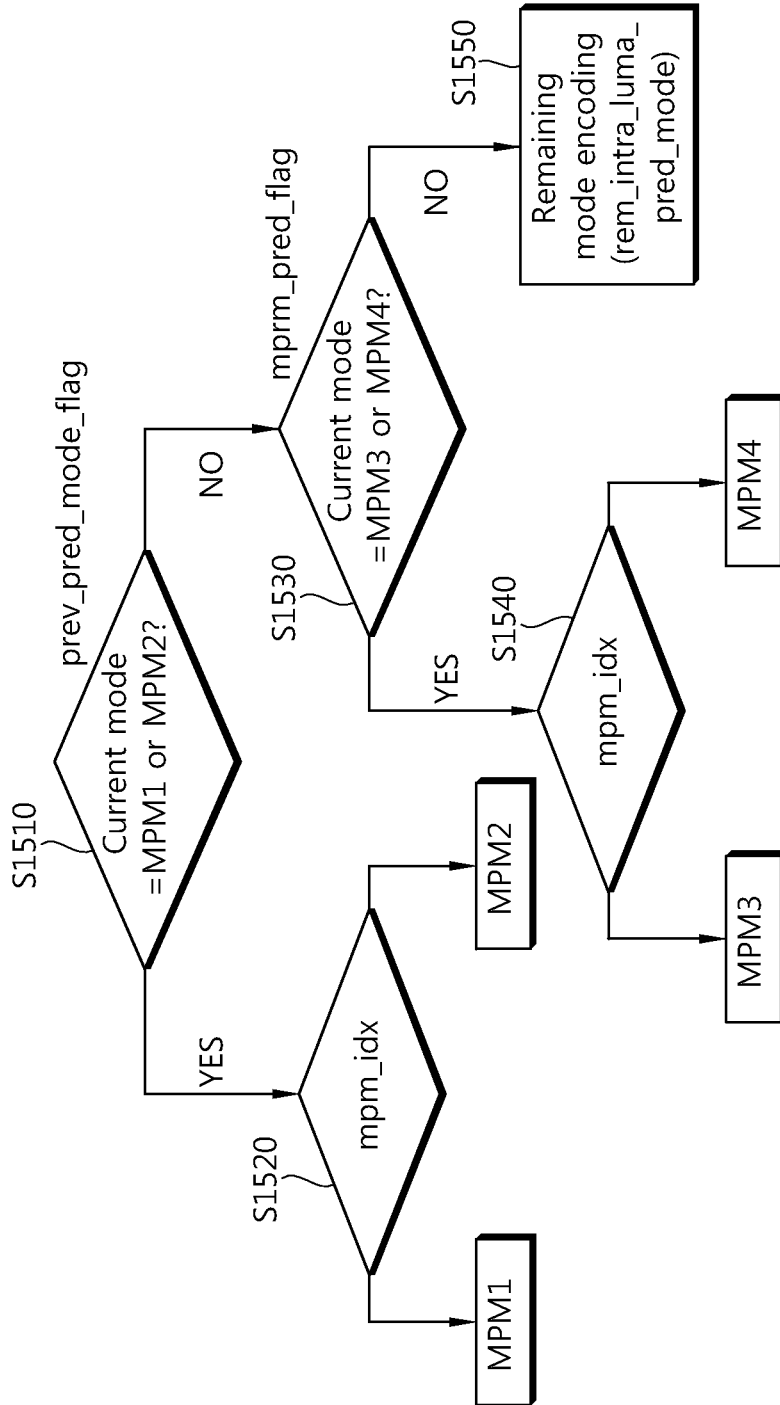 S1510
prev_pred_mode_flag
Current mode
=MPM1 or MPM2?
YES
NO
S1520
mpm_idx
MPM1
MPM2
S1530
mprm_pred_flag
Current mode
=MPM3 or MPM4?
YES
NO
S1540
mpm_idx
MPM3
MPM4
S1550
Remaining
mode encoding
(rem_intra_luma_
pred_mode)